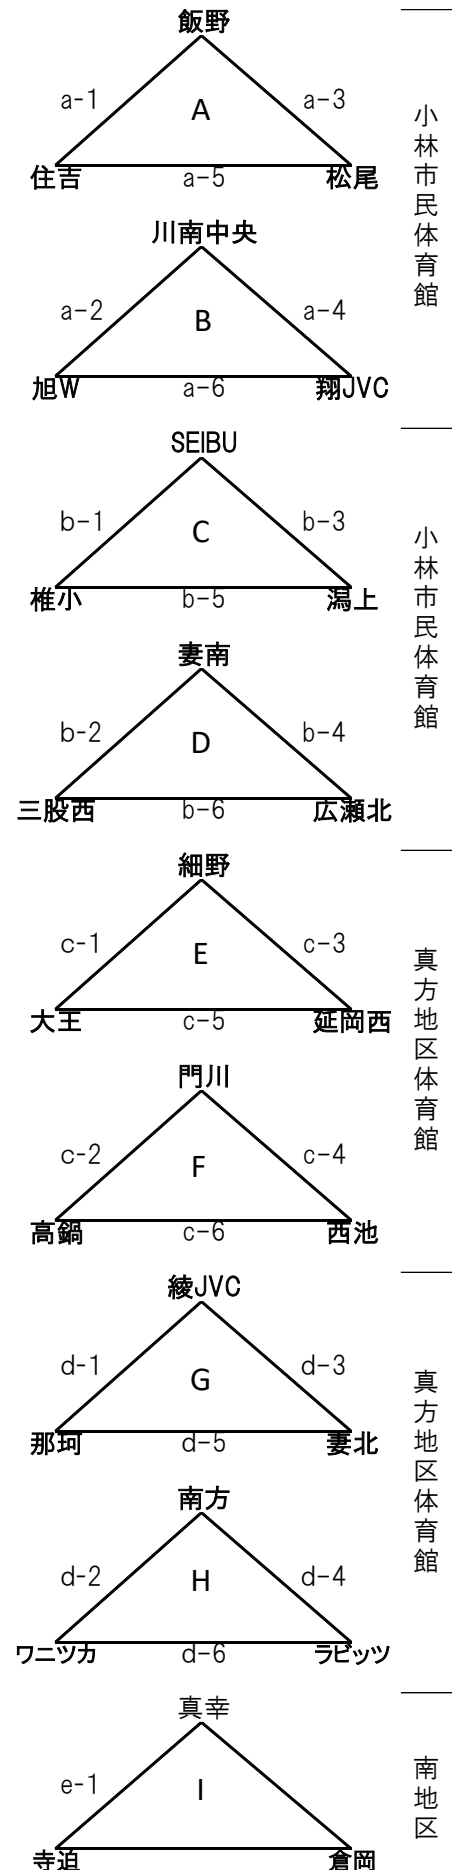 飯野
a-1 A a-3
住吉 a-5 松尾
川南中央
a-2 B a-4
旭W a-6 翔JVC
小林市民体育館
SEIBU
b-1 C b-3
椎小 b-5 潟上
妻南
b-2 D b-4
三股西 b-6 広瀬北
小林市民体育館
細野
c-1 E c-3
大王 c-5 延岡西
門川
c-2 F c-4
高鍋 c-6 西池
真方地区体育館
綾JVC
d-1 G d-3
那珂 d-5 妻北
南方
d-2 H d-4
ワニツカ d-6 ラビッツ
真方地区体育館
真幸
e-1 I
寺迫 倉岡
南地区